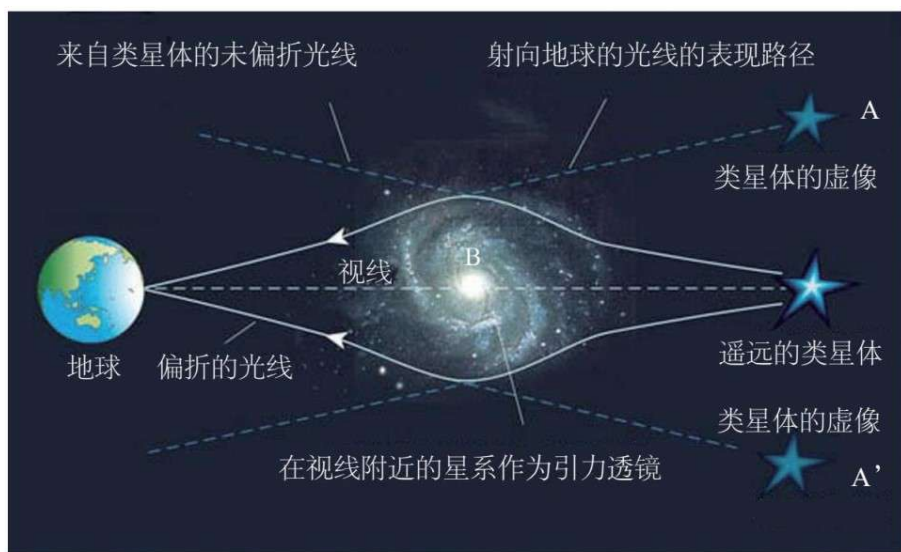 来自类星体的未偏折光线
射向地球的光线的表现路径
A
类星体的虚像
B
视线
地球
偏折的光线
遥远的类星体
类星体的虚像
在视线附近的星系作为引力透镜
A’